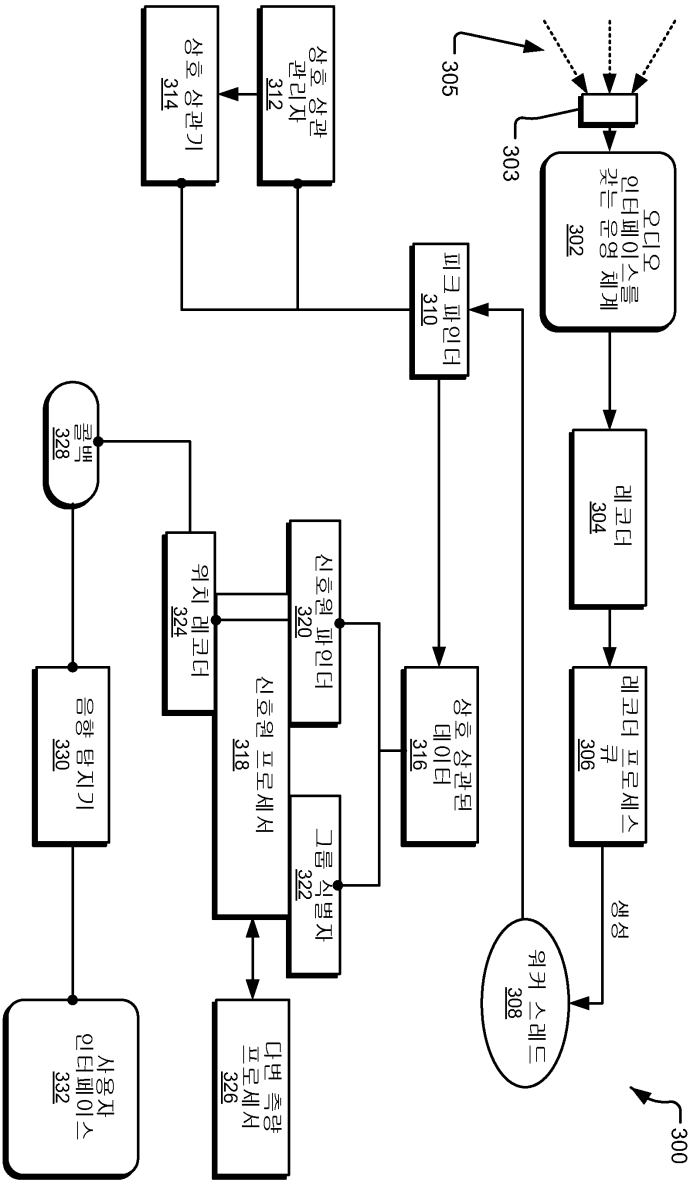 300
305
303
오디오
인터페이스를
갖는 운영 체계
302
레코더
304
레코더 프로세스
큐
306
생성
워커 스레드
308
피크 파인더
310
상호 상관
관리자
312
상호 상관기
314
상호 상관된
데이터
316
신호원 파인더
320
그룹 식별자
322
신호원 프로세서
318
위치 레코더
324
다변 측량
프로세서
326
콜백
328
음향 탐지기
330
사용자
인터페이스
332